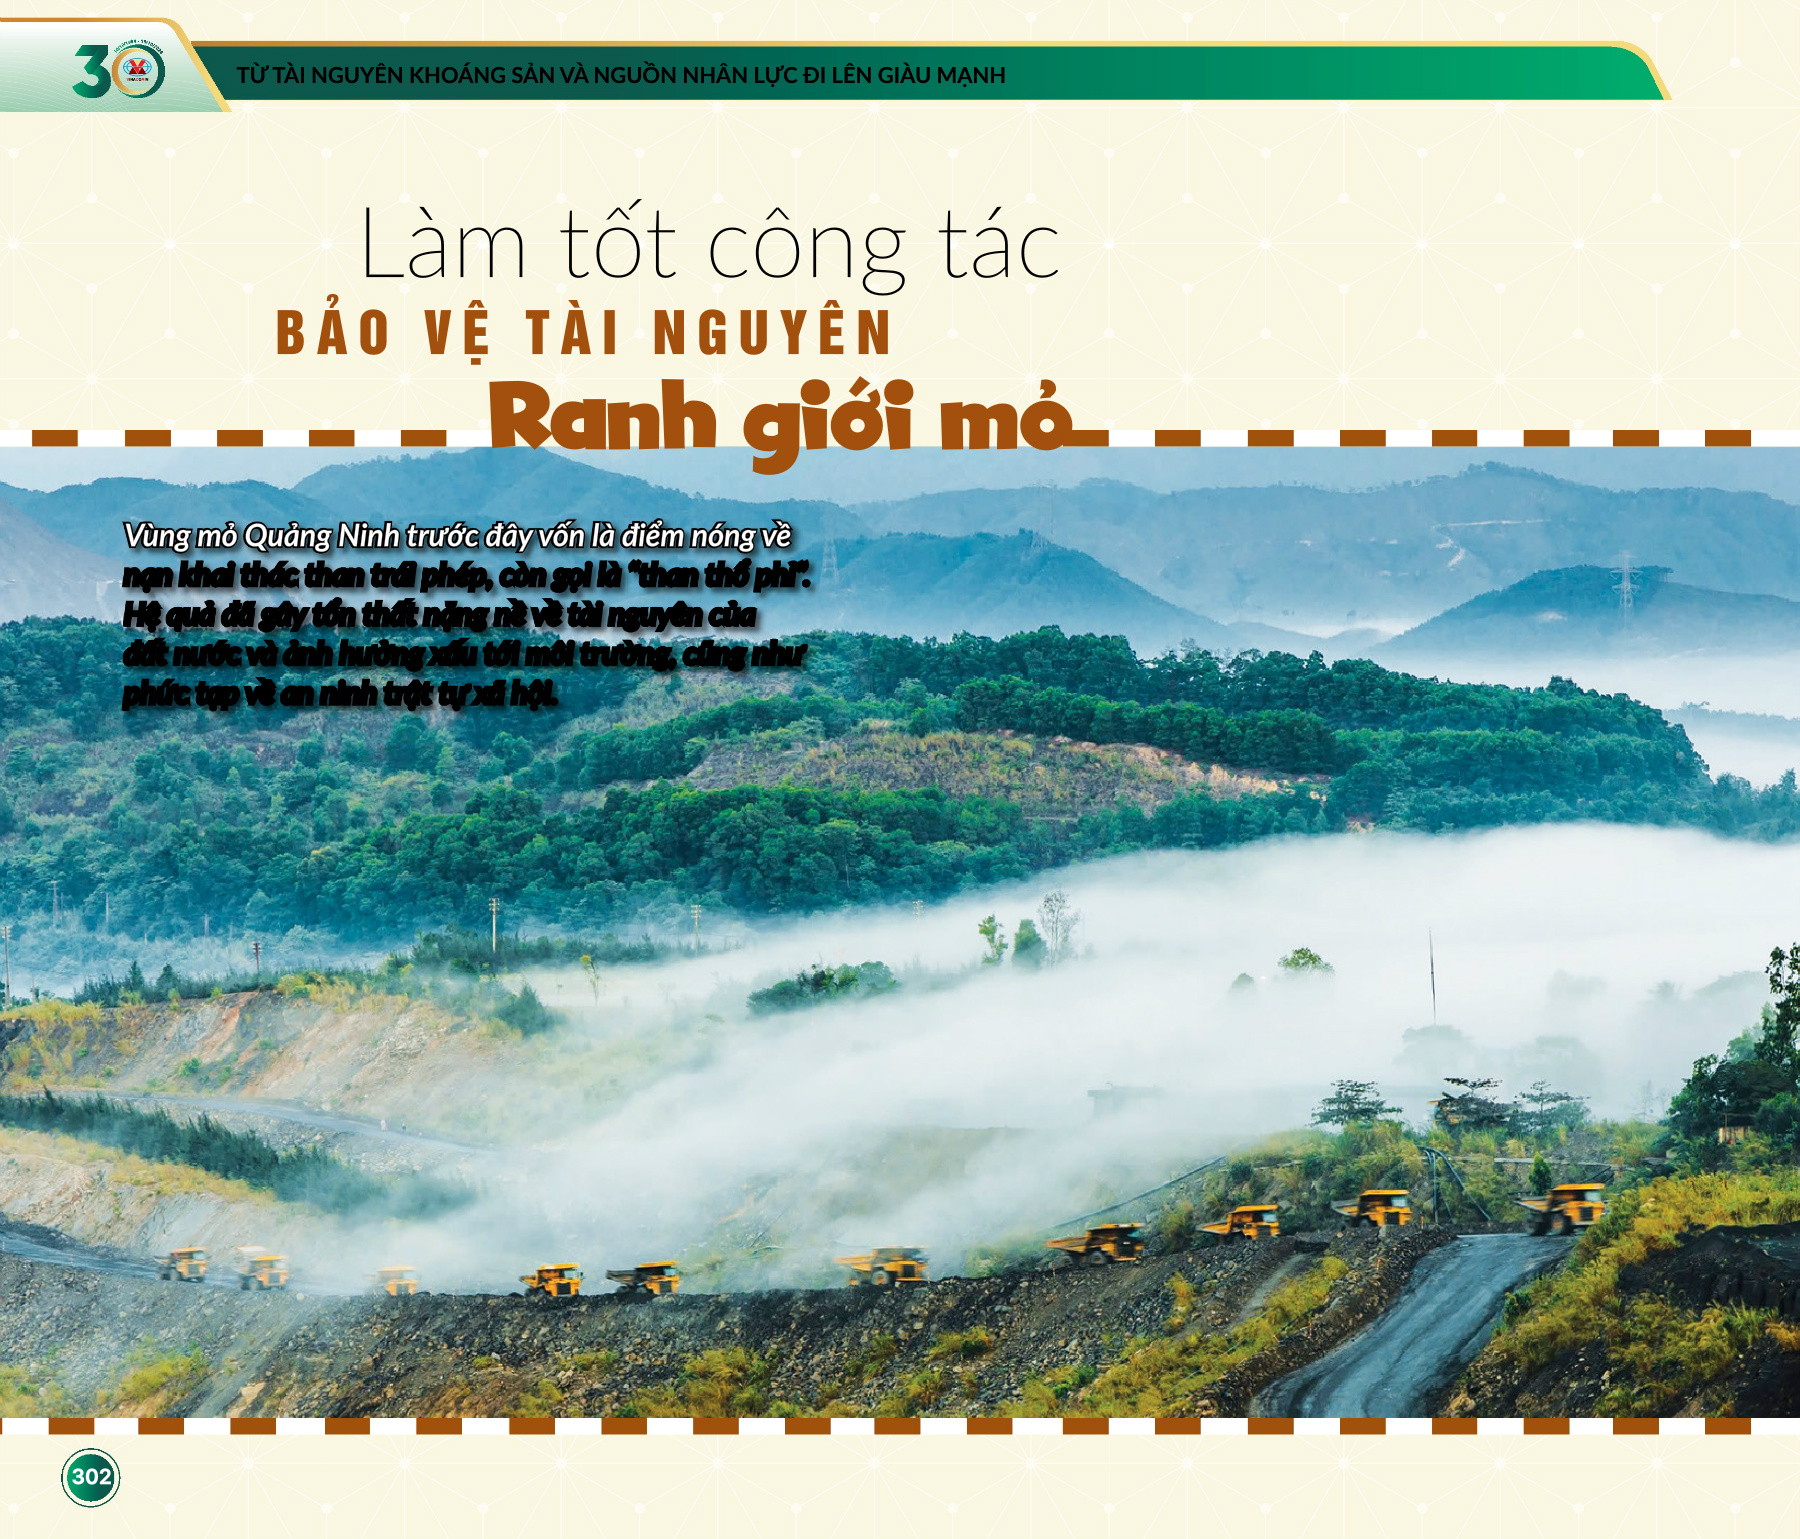 30
TỪ TÀI NGUYÊN KHOÁNG SẢN VÀ NGUỒN NHÂN LỰC ĐI LÊN GIÀU MẠNH
Làm tốt công tác
BẢO VỆ TÀI NGUYÊN
Ranh giới mỏ
Vùng mỏ Quảng Ninh trước đây vốn là điểm nóng về
nạn khai thác than trái phép, còn gọi là “than thổ phỉ”.
Hệ quả đã gây tổn thất nặng nề về tài nguyên của
đất nước và ảnh hưởng xấu tới môi trường, cũng như
phức tạp về an ninh trật tự xã hội.
302